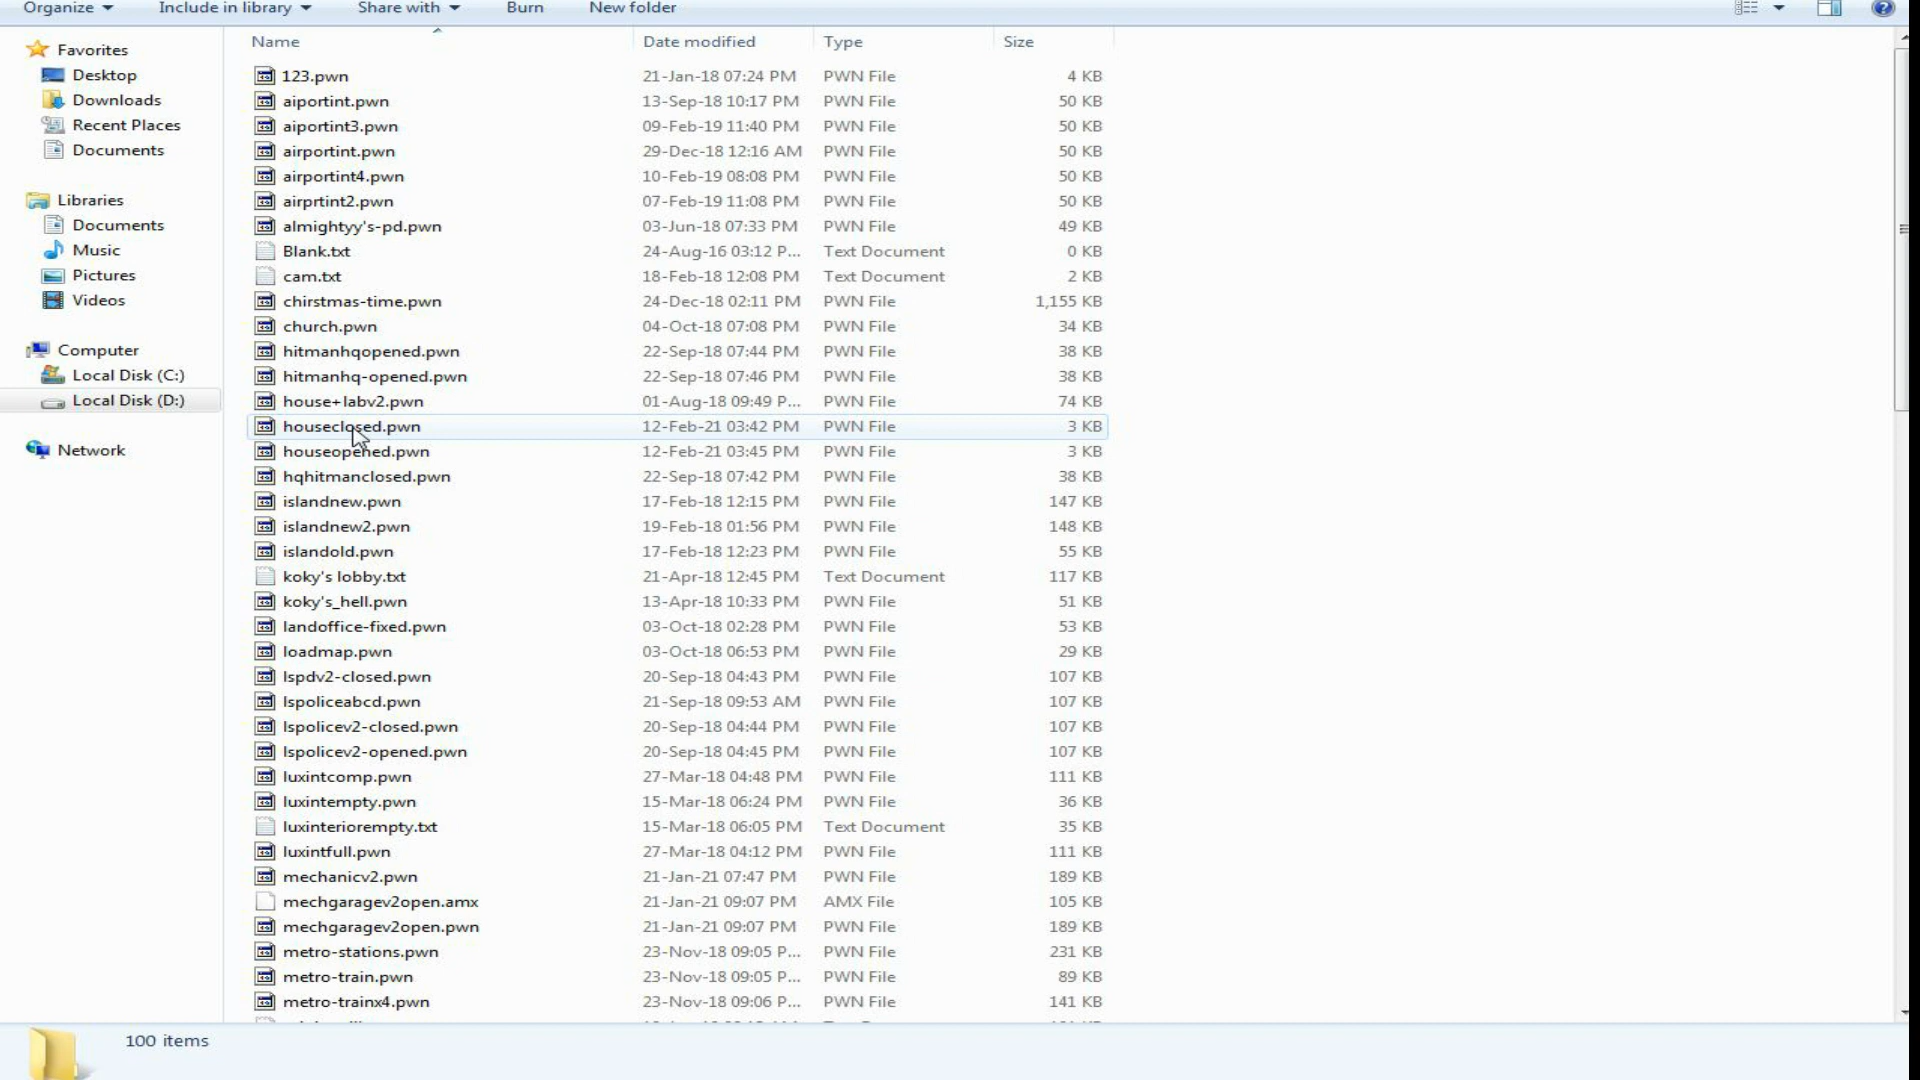 Organize Include in library Share with Burn New folder
Name Date modified Type Size
Favorites
Desktop
Downloads
Recent Places
Documents
Libraries
Documents
Music
Pictures
Videos
Computer
Local Disk (C:)
Local Disk (D:)
Network
123.pwn 21-Jan-18 07:24 PM PWN File 4 KB
aiportint.pwn 13-Sep-18 10:17 PM PWN File 50 KB
aiportint3.pwn 09-Feb-19 11:40 PM PWN File 50 KB
airportint.pwn 29-Dec-18 12:16 AM PWN File 50 KB
airportint4.pwn 10-Feb-19 08:08 PM PWN File 50 KB
airprtint2.pwn 07-Feb-19 11:08 PM PWN File 50 KB
almightyy's-pd.pwn 03-Jun-18 07:33 PM PWN File 49 KB
Blank.txt 24-Aug-16 03:12 P... Text Document 0 KB
cam.txt 18-Feb-18 12:08 PM Text Document 2 KB
chirstmas-time.pwn 24-Dec-18 02:11 PM PWN File 1,155 KB
church.pwn 04-Oct-18 07:08 PM PWN File 34 KB
hitmanhqopened.pwn 22-Sep-18 07:44 PM PWN File 38 KB
hitmanhq-opened.pwn 22-Sep-18 07:46 PM PWN File 38 KB
house+labv2.pwn 01-Aug-18 09:49 P... PWN File 74 KB
houseclosed.pwn 12-Feb-21 03:42 PM PWN File 3 KB
houseopened.pwn 12-Feb-21 03:45 PM PWN File 3 KB
hqhitmanclosed.pwn 22-Sep-18 07:42 PM PWN File 38 KB
islandnew.pwn 17-Feb-18 12:15 PM PWN File 147 KB
islandnew2.pwn 19-Feb-18 01:56 PM PWN File 148 KB
islandold.pwn 17-Feb-18 12:23 PM PWN File 55 KB
koky's lobby.txt 21-Apr-18 12:45 PM Text Document 117 KB
koky's_hell.pwn 13-Apr-18 10:33 PM PWN File 51 KB
landoffice-fixed.pwn 03-Oct-18 02:28 PM PWN File 53 KB
loadmap.pwn 03-Oct-18 06:53 PM PWN File 29 KB
lspdv2-closed.pwn 20-Sep-18 04:43 PM PWN File 107 KB
lspoliceabcd.pwn 21-Sep-18 09:53 AM PWN File 107 KB
lspolicev2-closed.pwn 20-Sep-18 04:44 PM PWN File 107 KB
lspolicev2-opened.pwn 20-Sep-18 04:45 PM PWN File 107 KB
luxintcomp.pwn 27-Mar-18 04:48 PM PWN File 111 KB
luxintempty.pwn 15-Mar-18 06:24 PM PWN File 36 KB
luxinteriorempty.txt 15-Mar-18 06:05 PM Text Document 35 KB
luxintfull.pwn 27-Mar-18 04:12 PM PWN File 111 KB
mechanicv2.pwn 21-Jan-21 07:47 PM PWN File 189 KB
mechgaragev2open.amx 21-Jan-21 09:07 PM AMX File 105 KB
mechgaragev2open.pwn 21-Jan-21 09:07 PM PWN File 189 KB
metro-stations.pwn 23-Nov-18 09:05 P... PWN File 231 KB
metro-train.pwn 23-Nov-18 09:05 P... PWN File 89 KB
metro-trainx4.pwn 23-Nov-18 09:06 P... PWN File 141 KB
100 items